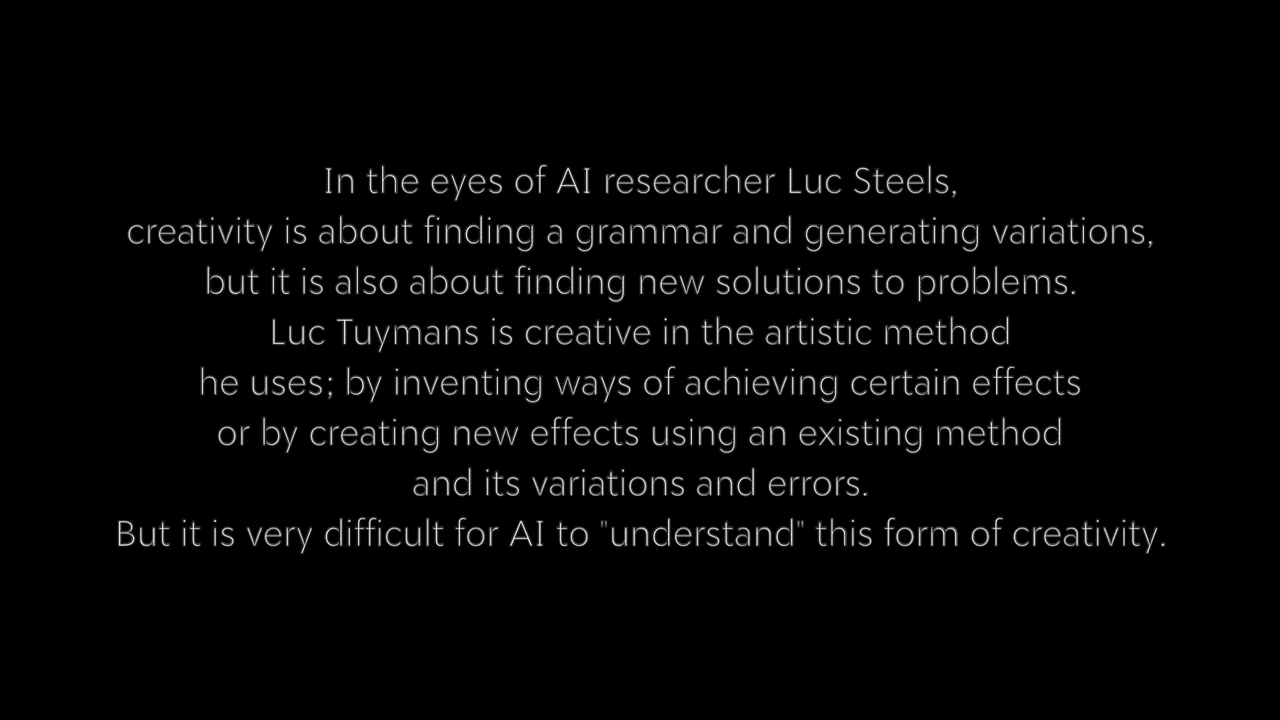 In the eyes of AI researcher Luc Steels,
creativity is about finding a grammar and generating variations,
but it is also about finding new solutions to problems.
Luc Tuymans is creative in the artistic method
he uses; by inventing ways of achieving certain effects
or by creating new effects using an existing method
and its variations and errors.
But it is very difficult for AI to "understand" this form of creativity.